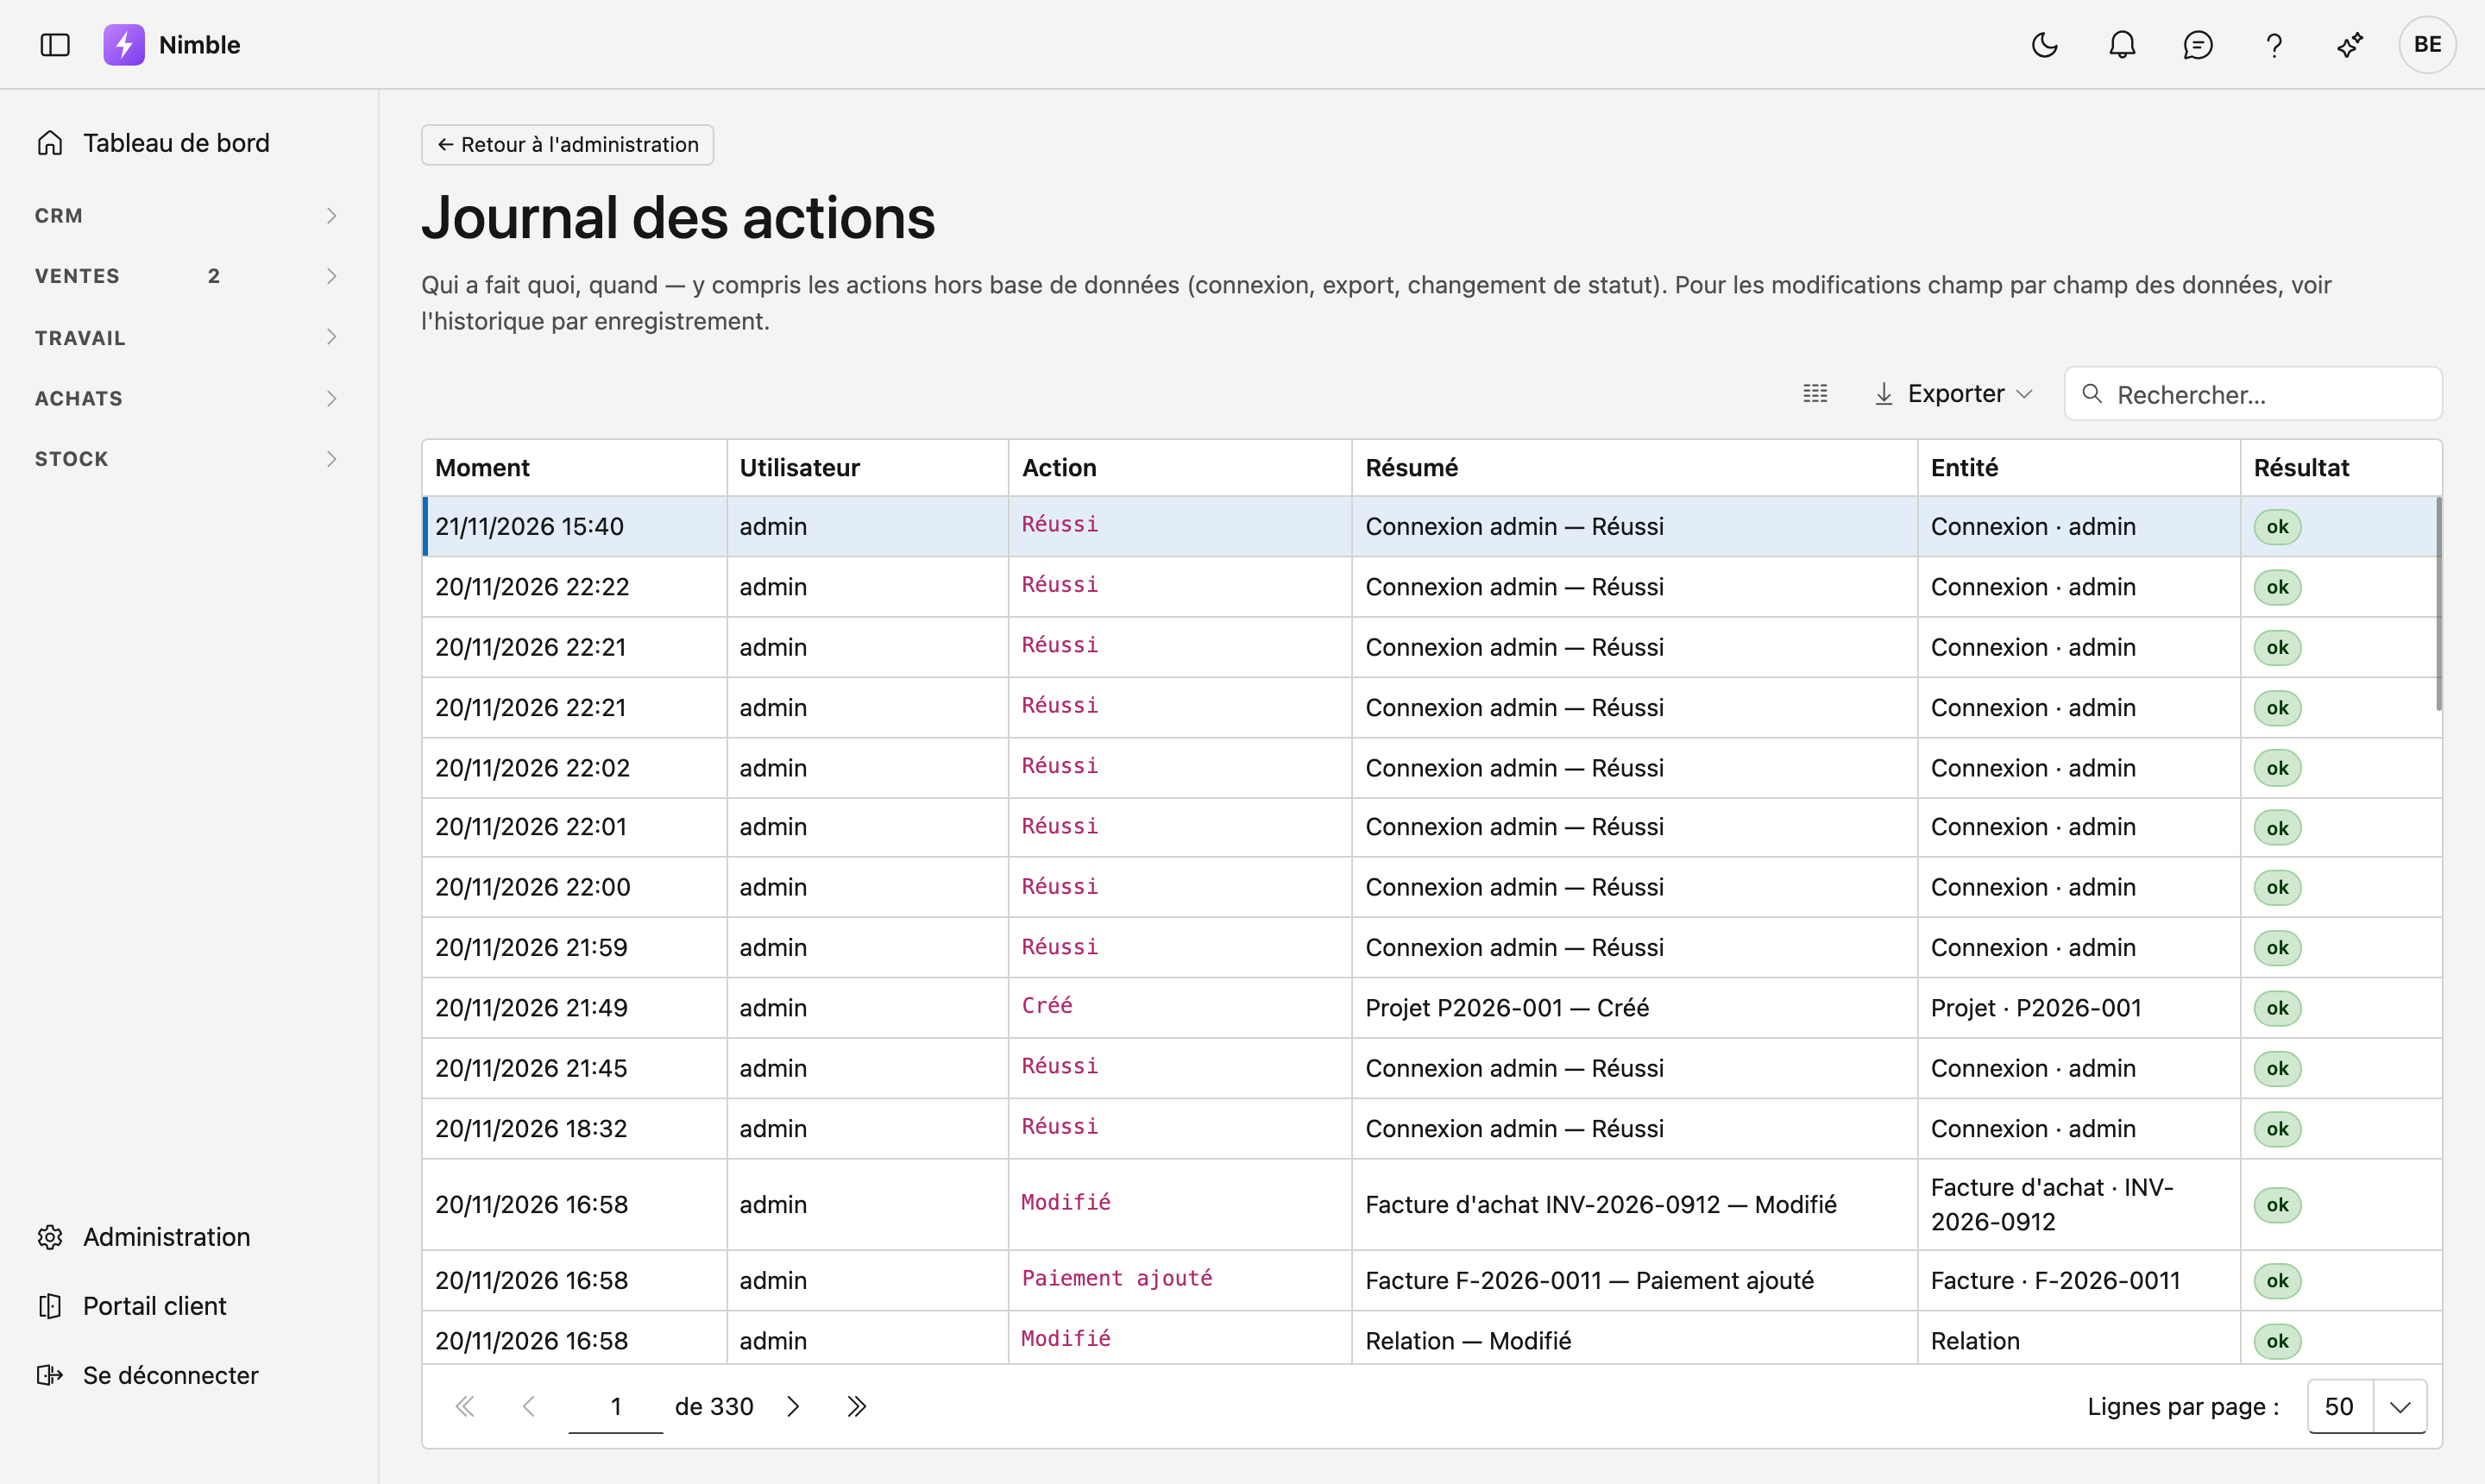 Nimble
BE
Tableau de bord
CRM
VENTES 2
TRAVAIL
ACHATS
STOCK
Administration
Portail client
Se déconnecter
← Retour à l'administration
Journal des actions
Qui a fait quoi, quand — y compris les actions hors base de données (connexion, export, changement de statut). Pour les modifications champ par champ des données, voir
l'historique par enregistrement.
Exporter
Rechercher...
Moment Utilisateur Action Résumé Entité Résultat
21/11/2026 15:40 admin Réussi Connexion admin — Réussi Connexion · admin ok
20/11/2026 22:22 admin Réussi Connexion admin — Réussi Connexion · admin ok
20/11/2026 22:21 admin Réussi Connexion admin — Réussi Connexion · admin ok
20/11/2026 22:21 admin Réussi Connexion admin — Réussi Connexion · admin ok
20/11/2026 22:02 admin Réussi Connexion admin — Réussi Connexion · admin ok
20/11/2026 22:01 admin Réussi Connexion admin — Réussi Connexion · admin ok
20/11/2026 22:00 admin Réussi Connexion admin — Réussi Connexion · admin ok
20/11/2026 21:59 admin Réussi Connexion admin — Réussi Connexion · admin ok
20/11/2026 21:49 admin Créé Projet P2026-001 — Créé Projet · P2026-001 ok
20/11/2026 21:45 admin Réussi Connexion admin — Réussi Connexion · admin ok
20/11/2026 18:32 admin Réussi Connexion admin — Réussi Connexion · admin ok
20/11/2026 16:58 admin Modifié Facture d'achat INV-2026-0912 — Modifié Facture d'achat · INV-
2026-0912 ok
20/11/2026 16:58 admin Paiement ajouté Facture F-2026-0011 — Paiement ajouté Facture · F-2026-0011 ok
20/11/2026 16:58 admin Modifié Relation — Modifié Relation ok
1 de 330
Lignes par page : 50